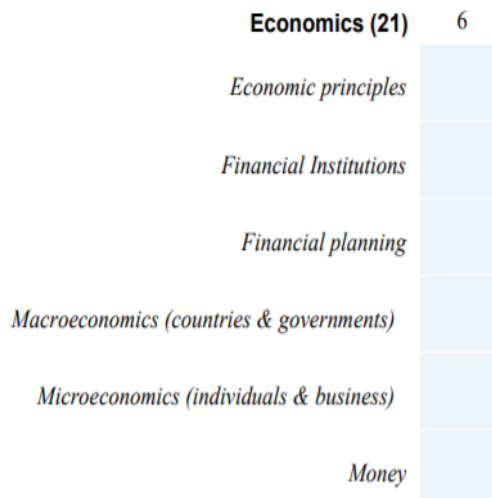 Economics (21) 6
Economic principles
Financial Institutions
Financial planning
Macroeconomics (countries & governments)
Microeconomics (individuals & business)
Money